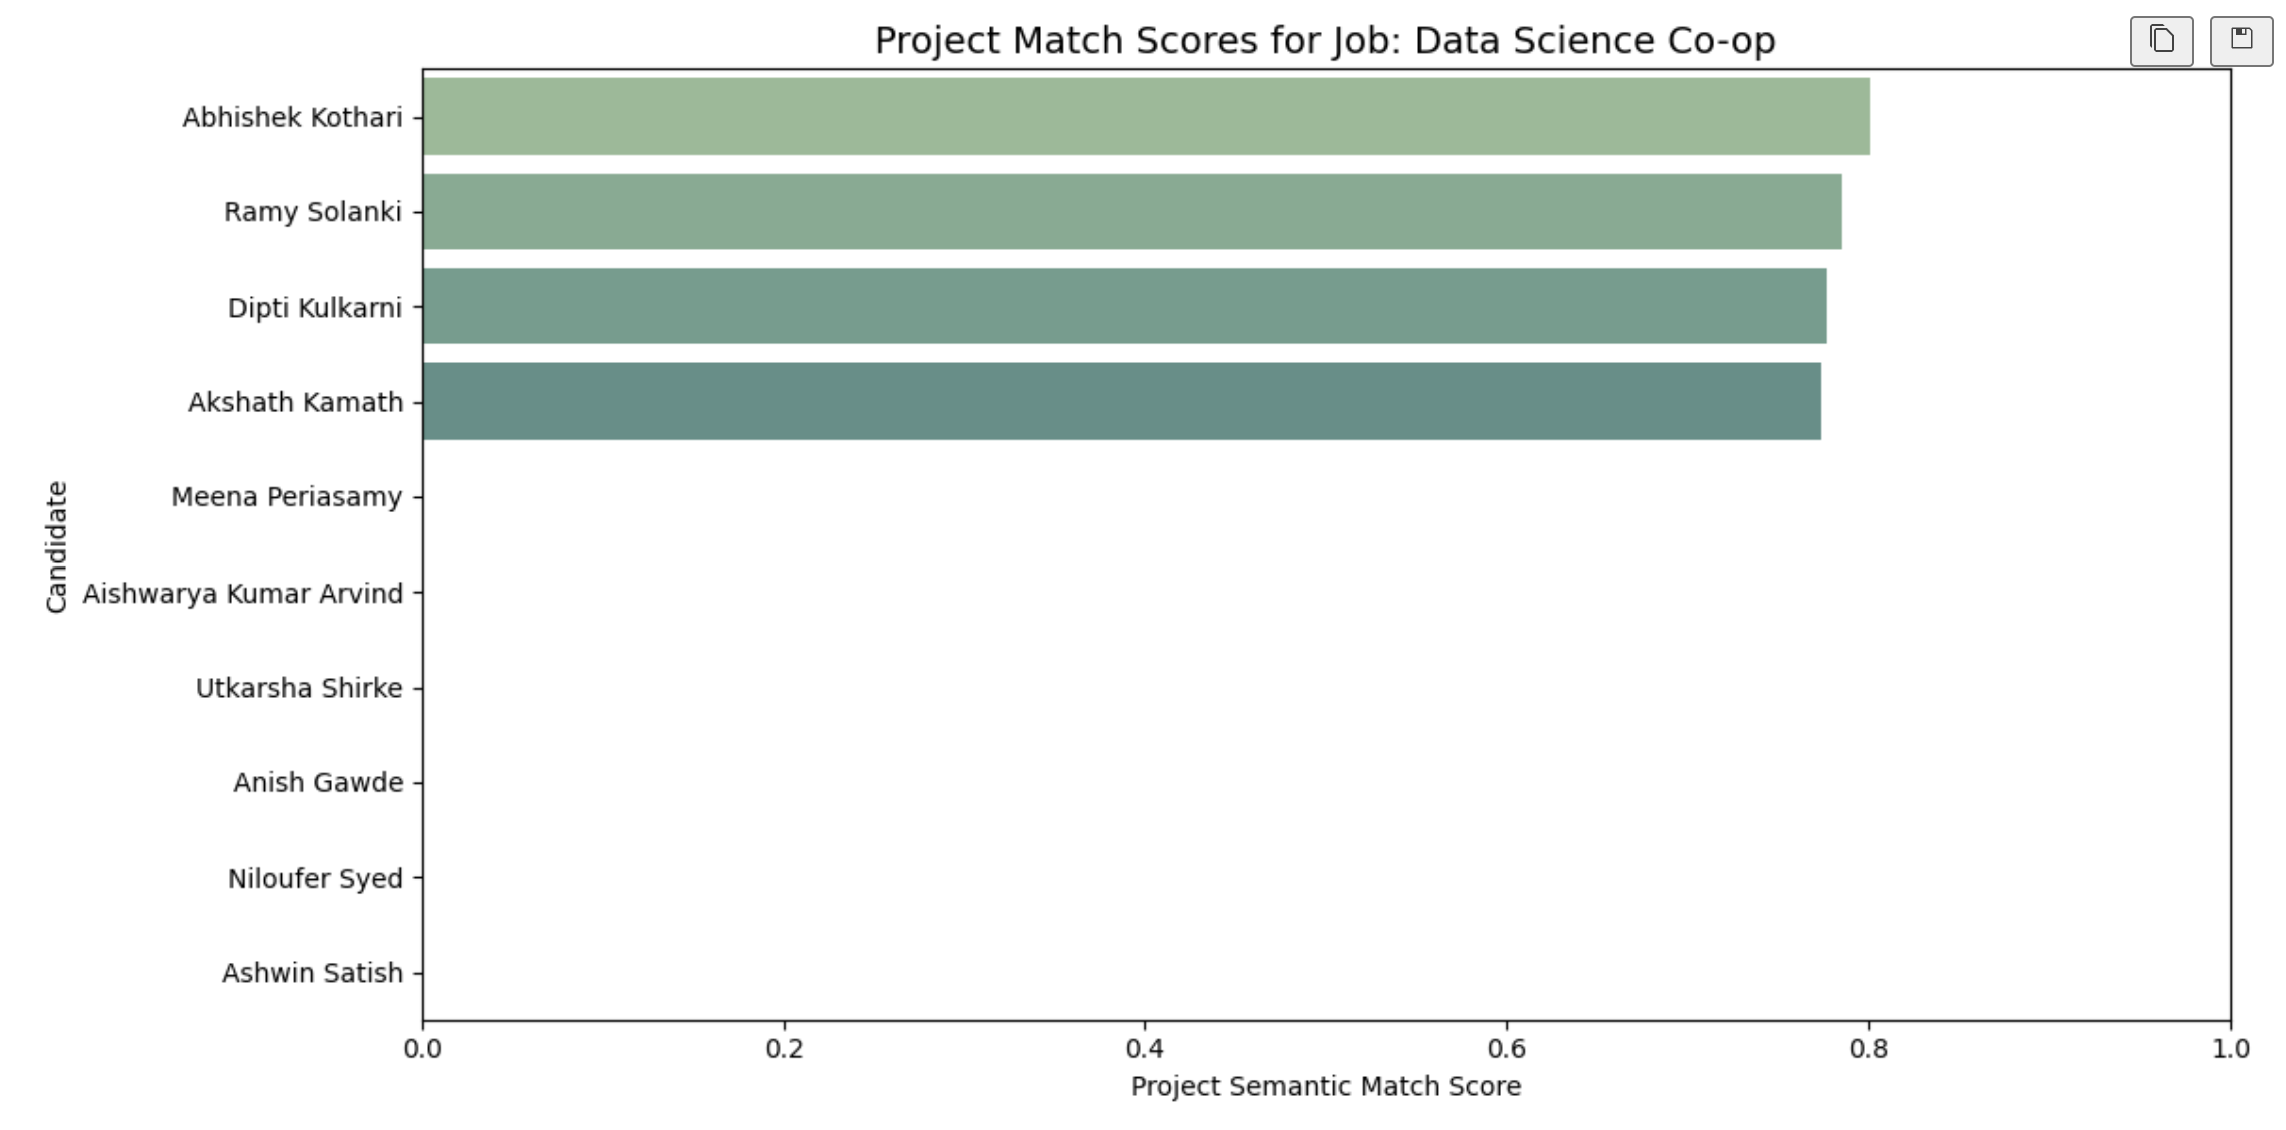 Project Match Scores for Job: Data Science Co-op
Abhishek Kothari
Ramy Solanki
Dipti Kulkarni
Akshath Kamath
Meena Periasamy
Aishwarya Kumar Arvind
Utkarsha Shirke
Anish Gawde
Niloufer Syed
Ashwin Satish
Candidate
0.0 0.2 0.4 0.6 0.8 1.0
Project Semantic Match Score